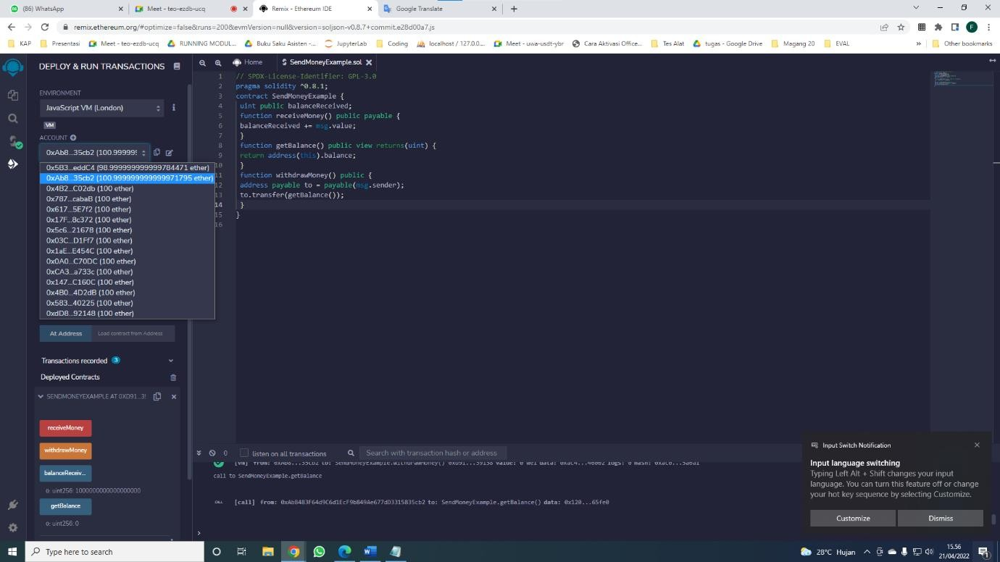 (86) WhatsApp
Meet - teo-ezdb-ucq
Remix - Ethereum IDE
Google Translate
remix.ethereum.org/#optimize=false&runs=200&evmVersion=null&version=soljson-v0.8.7+commit.e28d00a7.js
F
KAP
Presentasi
Meet - teo-ezdb-ucq
RUNNING MODUL...
Buku Saku Asisten -...
JupyterLab
Coding
localhost / 127.0.0....
Meet - uwa-usdt-ybr
Cara Aktivasi Office...
Tes Alat
tugas - Google Drive
Magang 20
EVAL
Other bookmarks
DEPLOY & RUN TRANSACTIONS
ENVIRONMENT
JavaScript VM (London)
VM
ACCOUNT
0xAb8...35cb2 (100.99999
0x5B3...eddC4 (98.999999999999784471 ether)
0xAb8...35cb2 (100.999999999999971795 ether)
0x4B2...C02db (100 ether)
0x787...cabaB (100 ether)
0x617...5E7f2 (100 ether)
0x17F...8c372 (100 ether)
0x5c6...21678 (100 ether)
0x03C...D1Ff7 (100 ether)
0x1aE...E454C (100 ether)
0x0A0...C70DC (100 ether)
0xCA3...a733c (100 ether)
0x147...C160C (100 ether)
0x4B0...4D2dB (100 ether)
0x583...40225 (100 ether)
0xdD8...92148 (100 ether)
At Address
Load contract from Address
Transactions recorded 3
Deployed Contracts
SENDMONEYEXAMPLE AT 0XD91...3
receiveMoney
withdrawMoney
balanceReceiv...
0: uint256: 1000000000000000000
getBalance
0: uint256: 0
Home
SendMoneyExample.sol
1 // SPDX-License-Identifier: GPL-3.0
2 pragma solidity ^0.8.1;
3 contract SendMoneyExample {
4 uint public balanceReceived;
5 function receiveMoney() public payable {
6 balanceReceived += msg.value;
7 }
8 function getBalance() public view returns(uint) {
9 return address(this).balance;
10 }
11 function withdrawMoney() public {
12 address payable to = payable(msg.sender);
13 to.transfer(getBalance());
14 }
15 }
16
0
listen on all transactions
Search with transaction hash or address
[vm] from: 0xAb8...35cb2 to: SendMoneyExample.withdrawMoney() 0xd91...39138 value: 0 wei data: 0xac4...46002 logs: 0 hash:
call to SendMoneyExample.getBalance
CALL [call] from: 0xAb8483F64d9C6d1EcF9b849Ae677dD3315835cb2 to: SendMoneyExample.getBalance() data: 0x120...65fe0
>
Input Switch Notification
Input language switching
Typing Left Alt + Shift changes your input
language. You can turn this feature off or change
your hot key sequence by selecting Customize.
Customize
Dismiss
Type here to search
28°C Hujan
15.56
21/04/2022
1